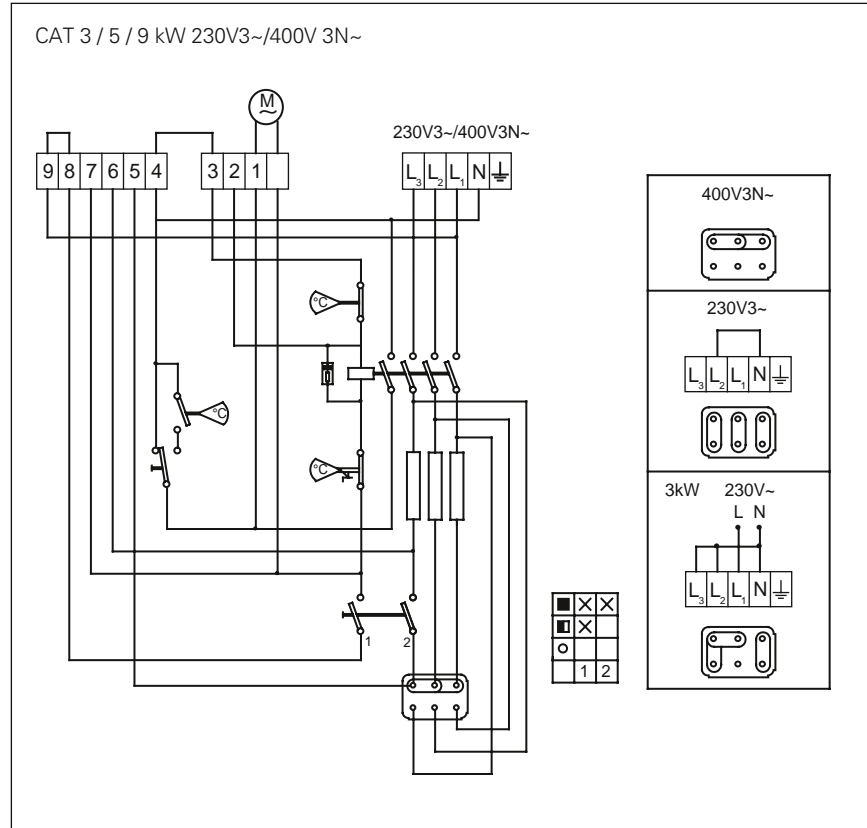 CAT 3 / 5 / 9 kW 230V3~/400V 3N~
M
~
230V3~/400V3N~
9 8 7 6 5 4 3 2 1 L3 L2 L1 N
400V3N~
°C
230V3~
L3 L2 L1 N
°C
°C
3kW 230V~
L N
L3 L2 L1 N
1 2
1 2